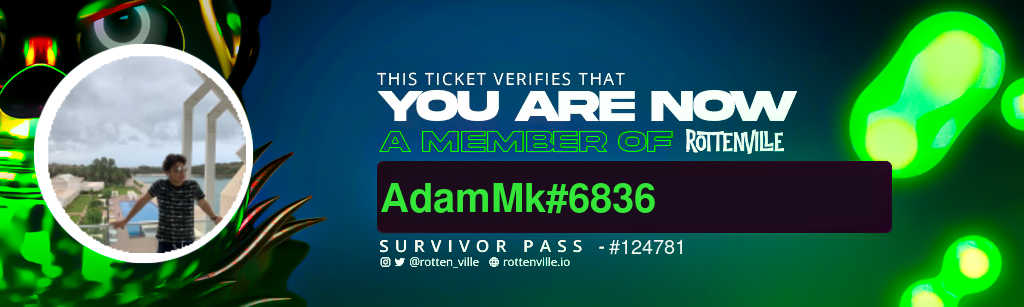 THIS TICKET VERIFIES THAT
YOU ARE NOW
A MEMBER OF ROTTENVILLE
AdamMk#6836
SURVIVOR PASS - #124781
@rotten_ville rottenville.io